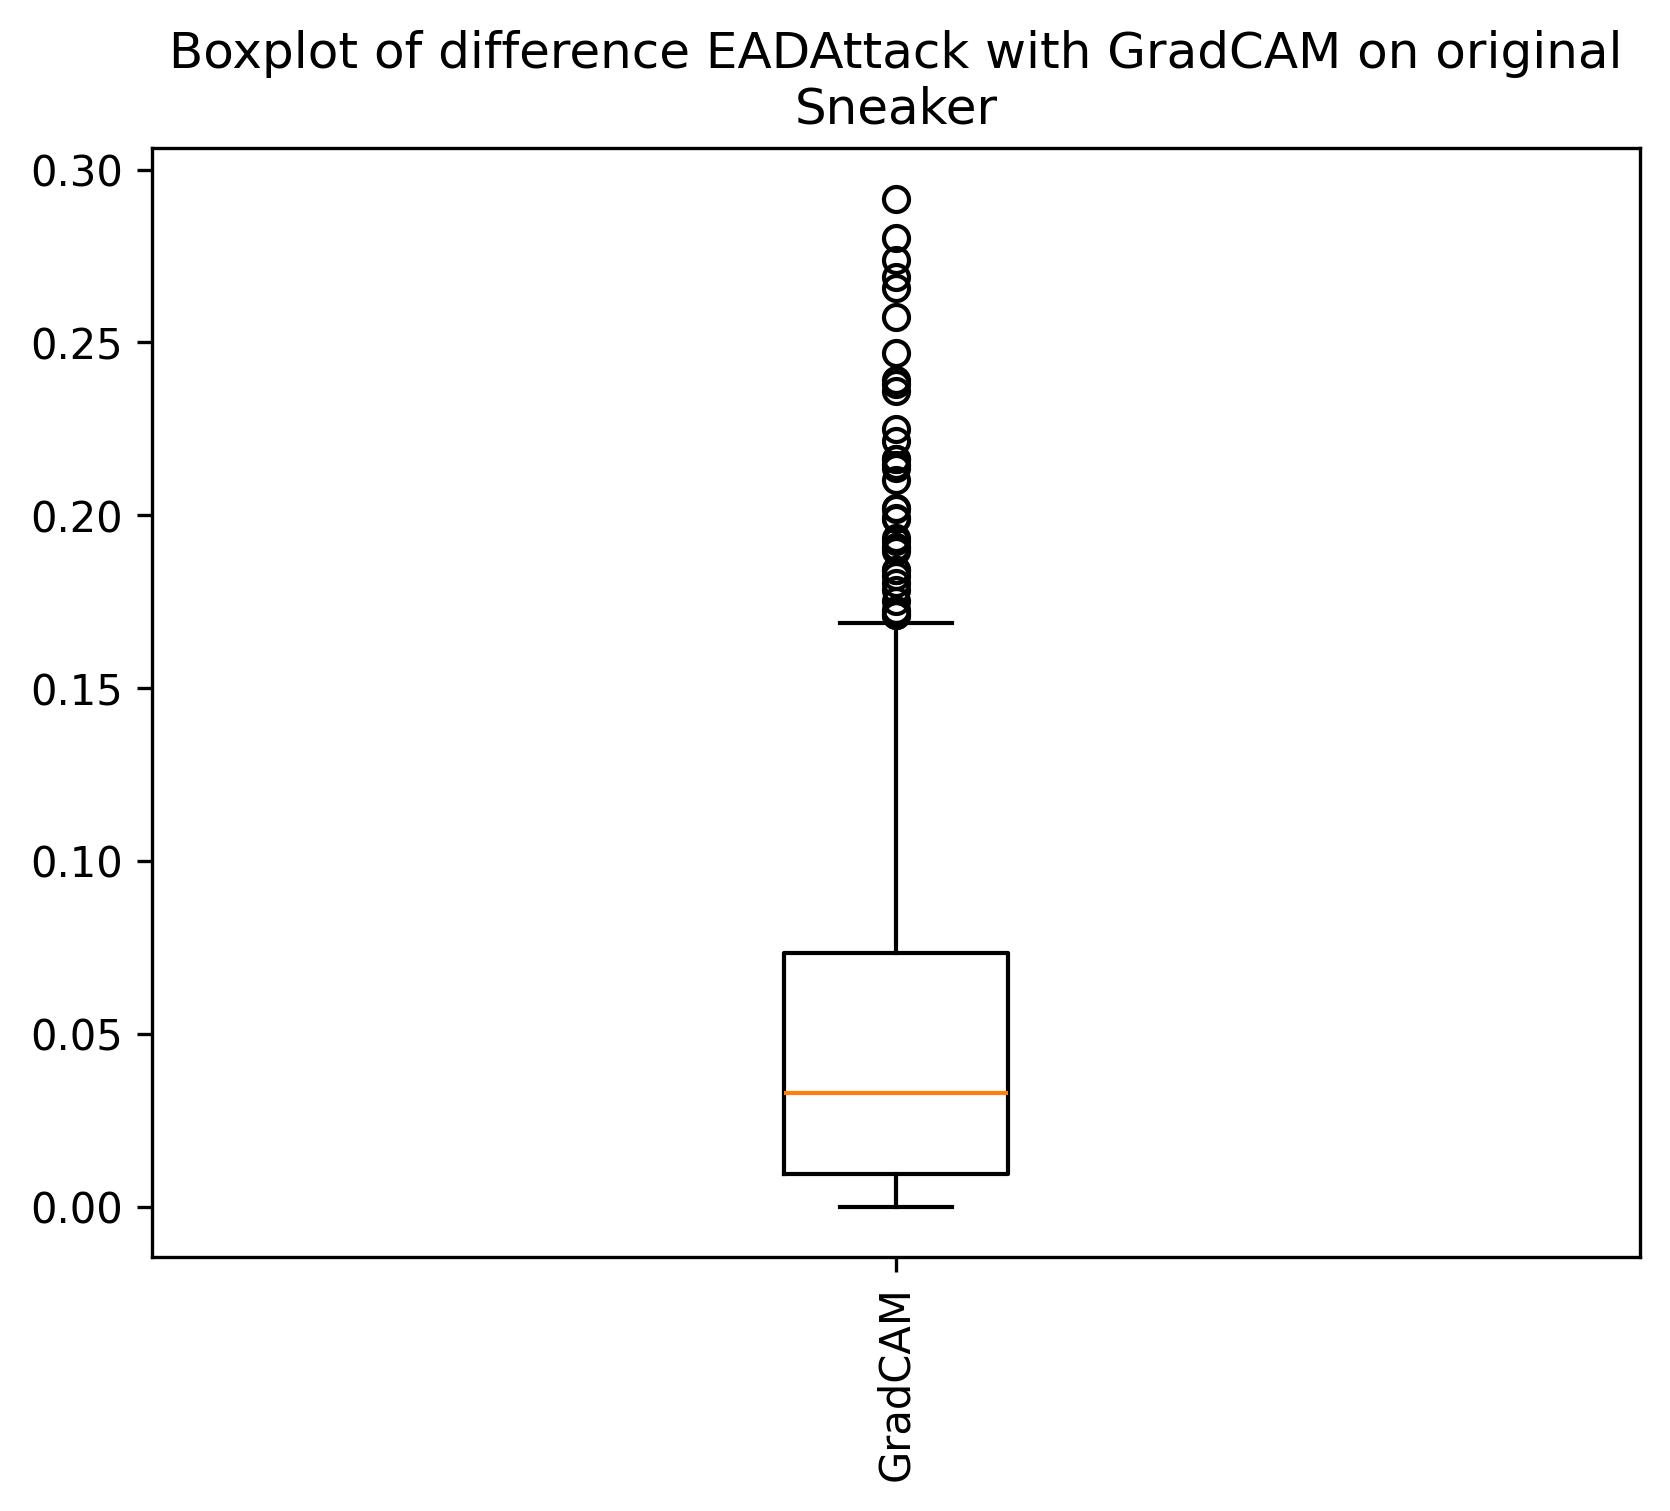 Boxplot of difference EADAttack with GradCAM on original
Sneaker
0.30
0.25
0.20
0.15
0.10
0.05
0.00
GradCAM